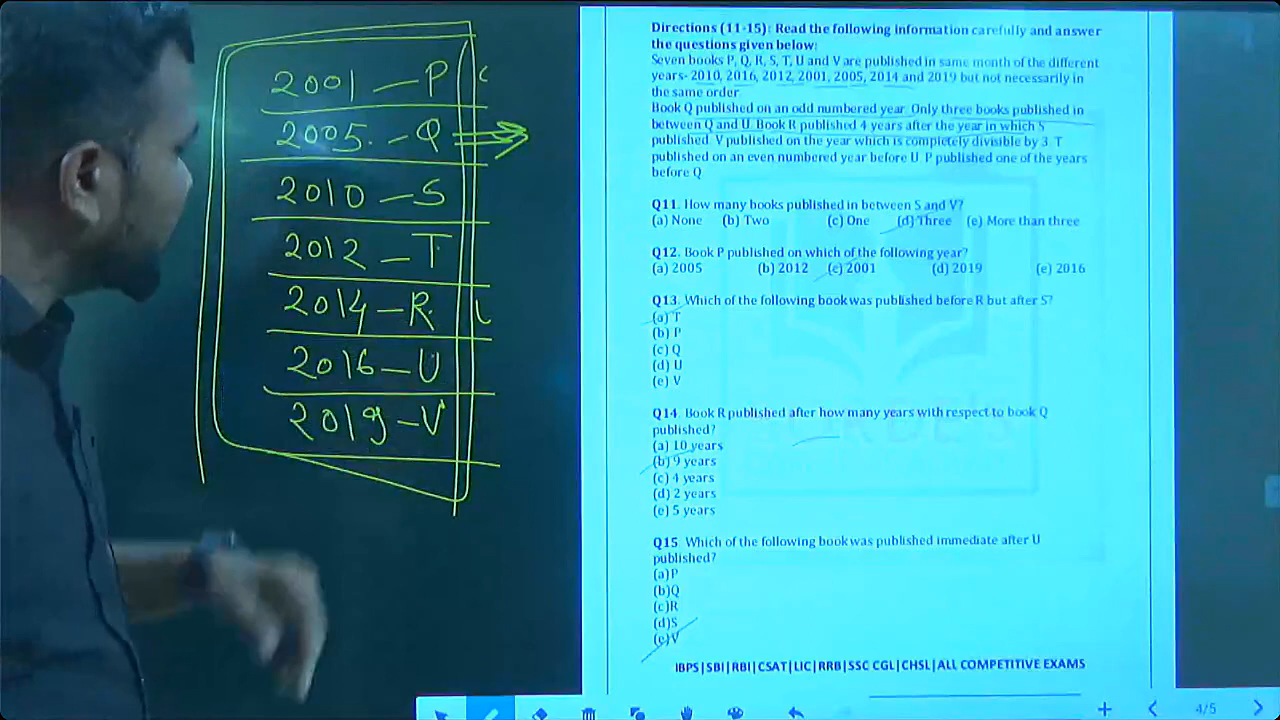 2001 — P
2005. — Q
2010 — S
2012 — T
2014 — R
2016 — U
2019 — V
Directions (11-15): Read the following information carefully and answer
the questions given below:
Seven books P, Q, R, S, T, U and V are published in same month of the different
years- 2010, 2016, 2012, 2001, 2005, 2014 and 2019 but not necessarily in
the same order.
Book Q published on an odd numbered year. Only three books published in
between Q and U. Book R published 4 years after the year in which S
published. V published on the year which is completely divisible by 3. T
published on an even numbered year before U. P published one of the years
before Q.
Q11. How many books published in between S and V?
(a) None (b) Two (c) One (d) Three (e) More than three
Q12. Book P published on which of the following year?
(a) 2005 (b) 2012 (c) 2001 (d) 2019 (e) 2016
Q13. Which of the following book was published before R but after S?
(a) T
(b) P
(c) Q
(d) U
(e) V
Q14. Book R published after how many years with respect to book Q
published?
(a) 10 years
(b) 9 years
(c) 4 years
(d) 2 years
(e) 5 years
Q15. Which of the following book was published immediate after U
published?
(a)P
(b)Q
(c)R
(d)S
(e)V
IBPS|SBI|RBI|CSAT|LIC|RRB|SSC CGL|CHSL|ALL COMPETITIVE EXAMS
4/5